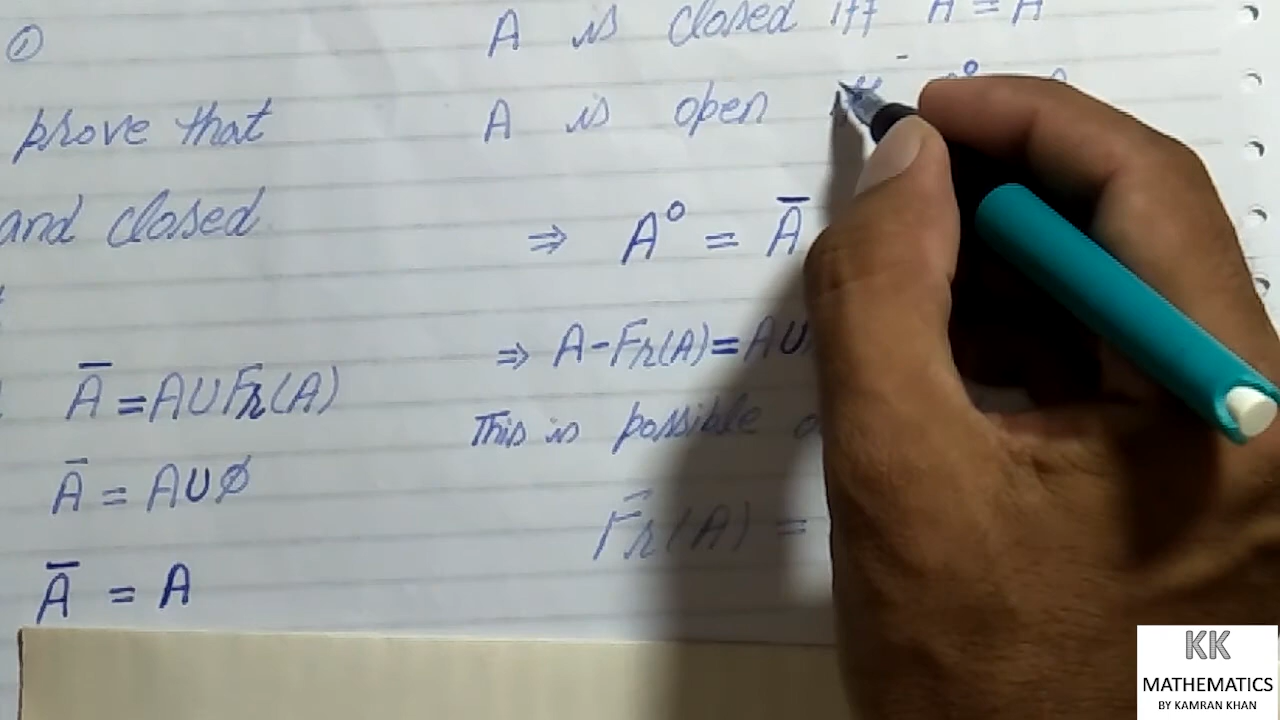 ①
prove that
and closed
Ā = A ∪ Fr(A)
Ā = A ∪ ∅
Ā = A
A is closed iff Ā = A
A is open
⇒ A° = Ā
⇒ A - Fr(A) = A ∪
This is possible
Fr(A) =
KK
MATHEMATICS
BY KAMRAN KHAN